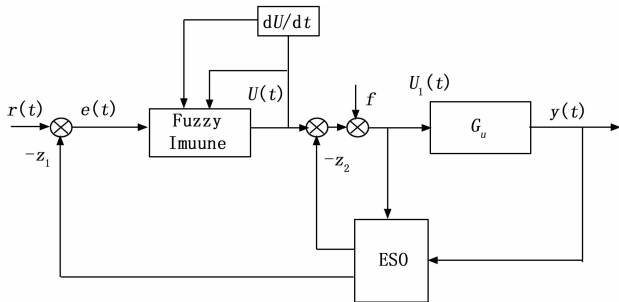 dU/dt
r(t)
e(t)
U(t)
f
U₁(t)
y(t)
Fuzzy
Imuune
Gᵤ
-z₁
-z₂
ESO